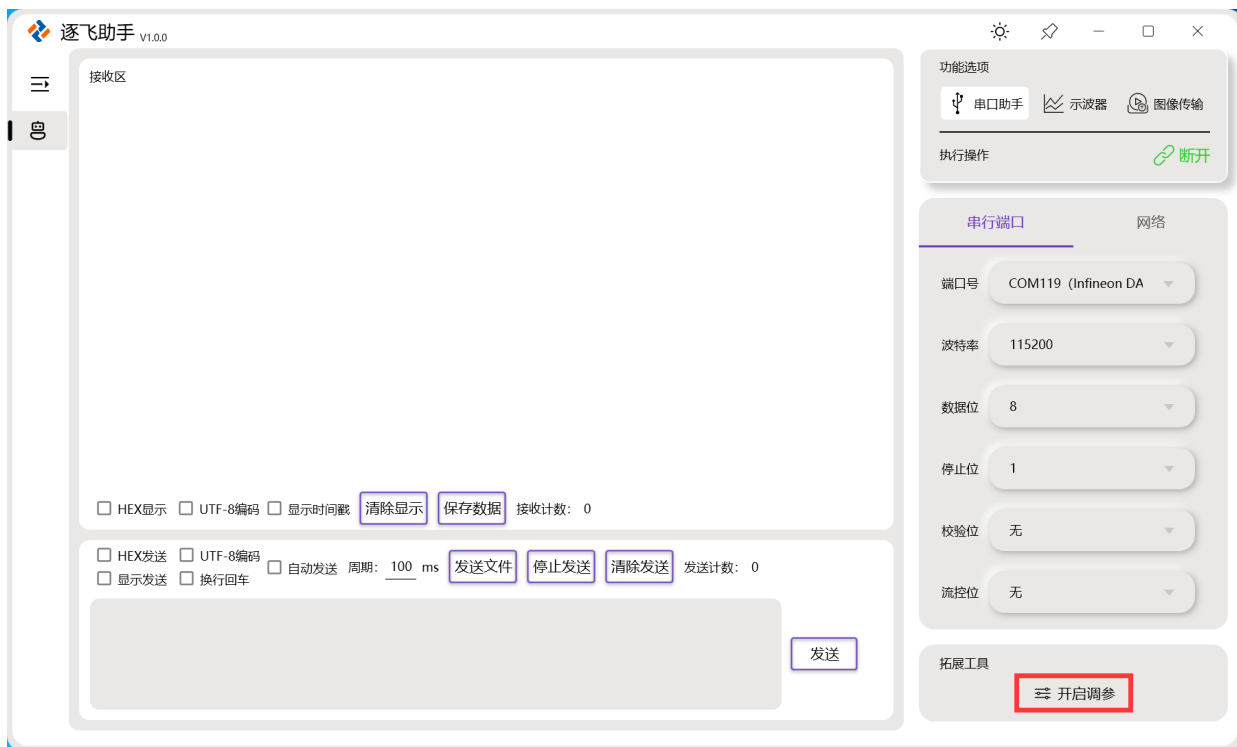 逐飞助手 V1.0.0
接收区
HEX显示 UTF-8编码 显示时间戳 清除显示 保存数据 接收计数： 0
HEX发送 UTF-8编码
显示发送 换行回车
自动发送 周期： 100 ms 发送文件 停止发送 清除发送 发送计数： 0
发送
功能选项
串口助手 示波器 图像传输
执行操作 断开
串行端口 网络
端口号 COM119（Infineon DA
波特率 115200
数据位 8
停止位 1
校验位 无
流控位 无
拓展工具
开启调参